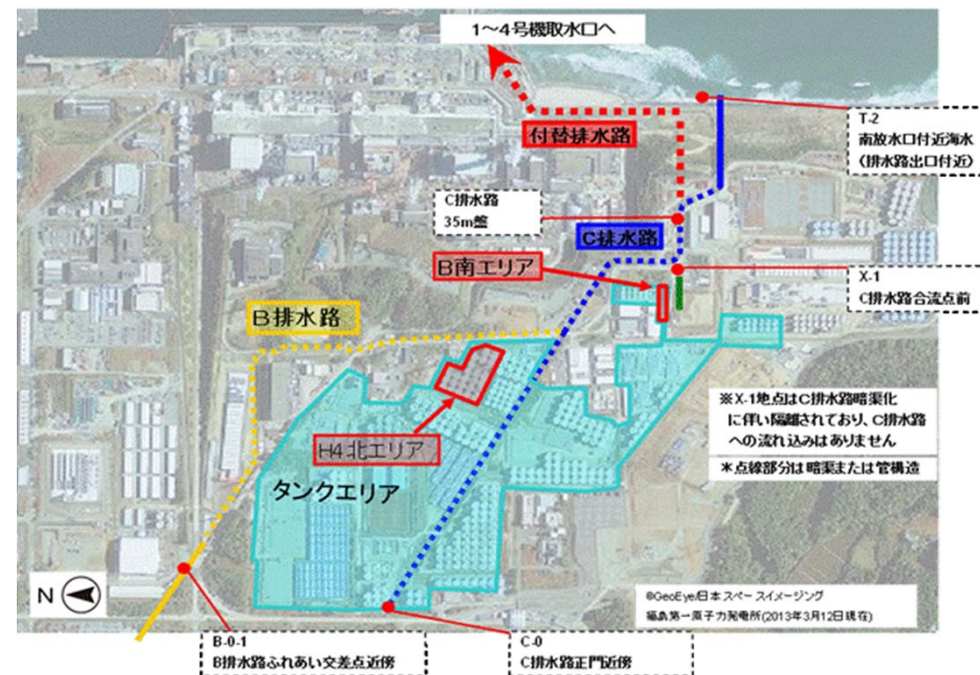 1～4号機取水口へ
付替排水路
T-2
南放水口付近海水
(排水路出口付近)
C排水路
35m盤
C排水路
B南エリア
X-1
C排水路合流点前
B排水路
※X-1地点はC排水路暗渠化
に伴い隔離されており、C排水路
への流れ込みはありません
*点線部分は暗渠または管構造
H4北エリア
タンクエリア
N
©GeoEye/日本スペースイメージング
福島第一原子力発電所(2013年3月12日現在)
B-0-1
B排水路ふれあい交差点近傍
C-0
C排水路正門近傍